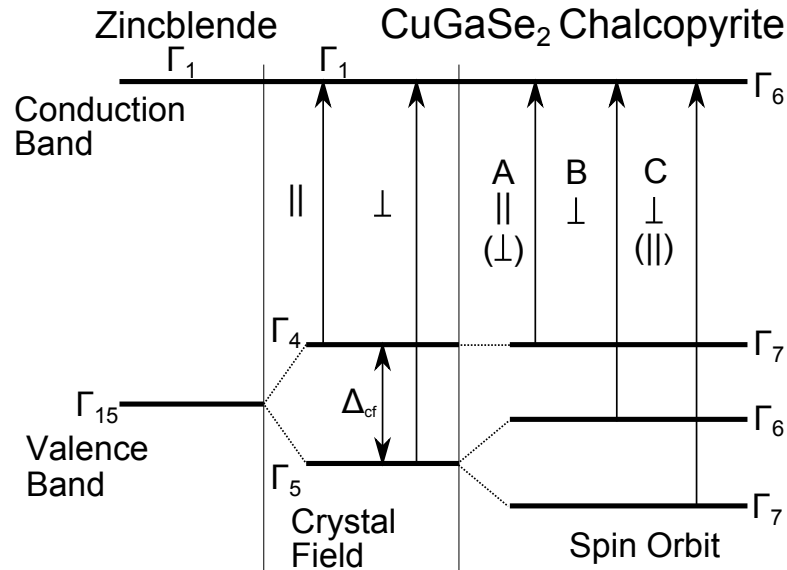 Zincblende
CuGaSe₂ Chalcopyrite
Γ₁
Γ₁
Γ₆
Conduction
Band
||
⊥
A
||
(⊥)
B
⊥
C
⊥
(||)
Γ₄
Γ₇
Γ₁₅
Δcf
Γ₆
Valence
Band
Γ₅
Γ₇
Crystal
Field
Spin Orbit